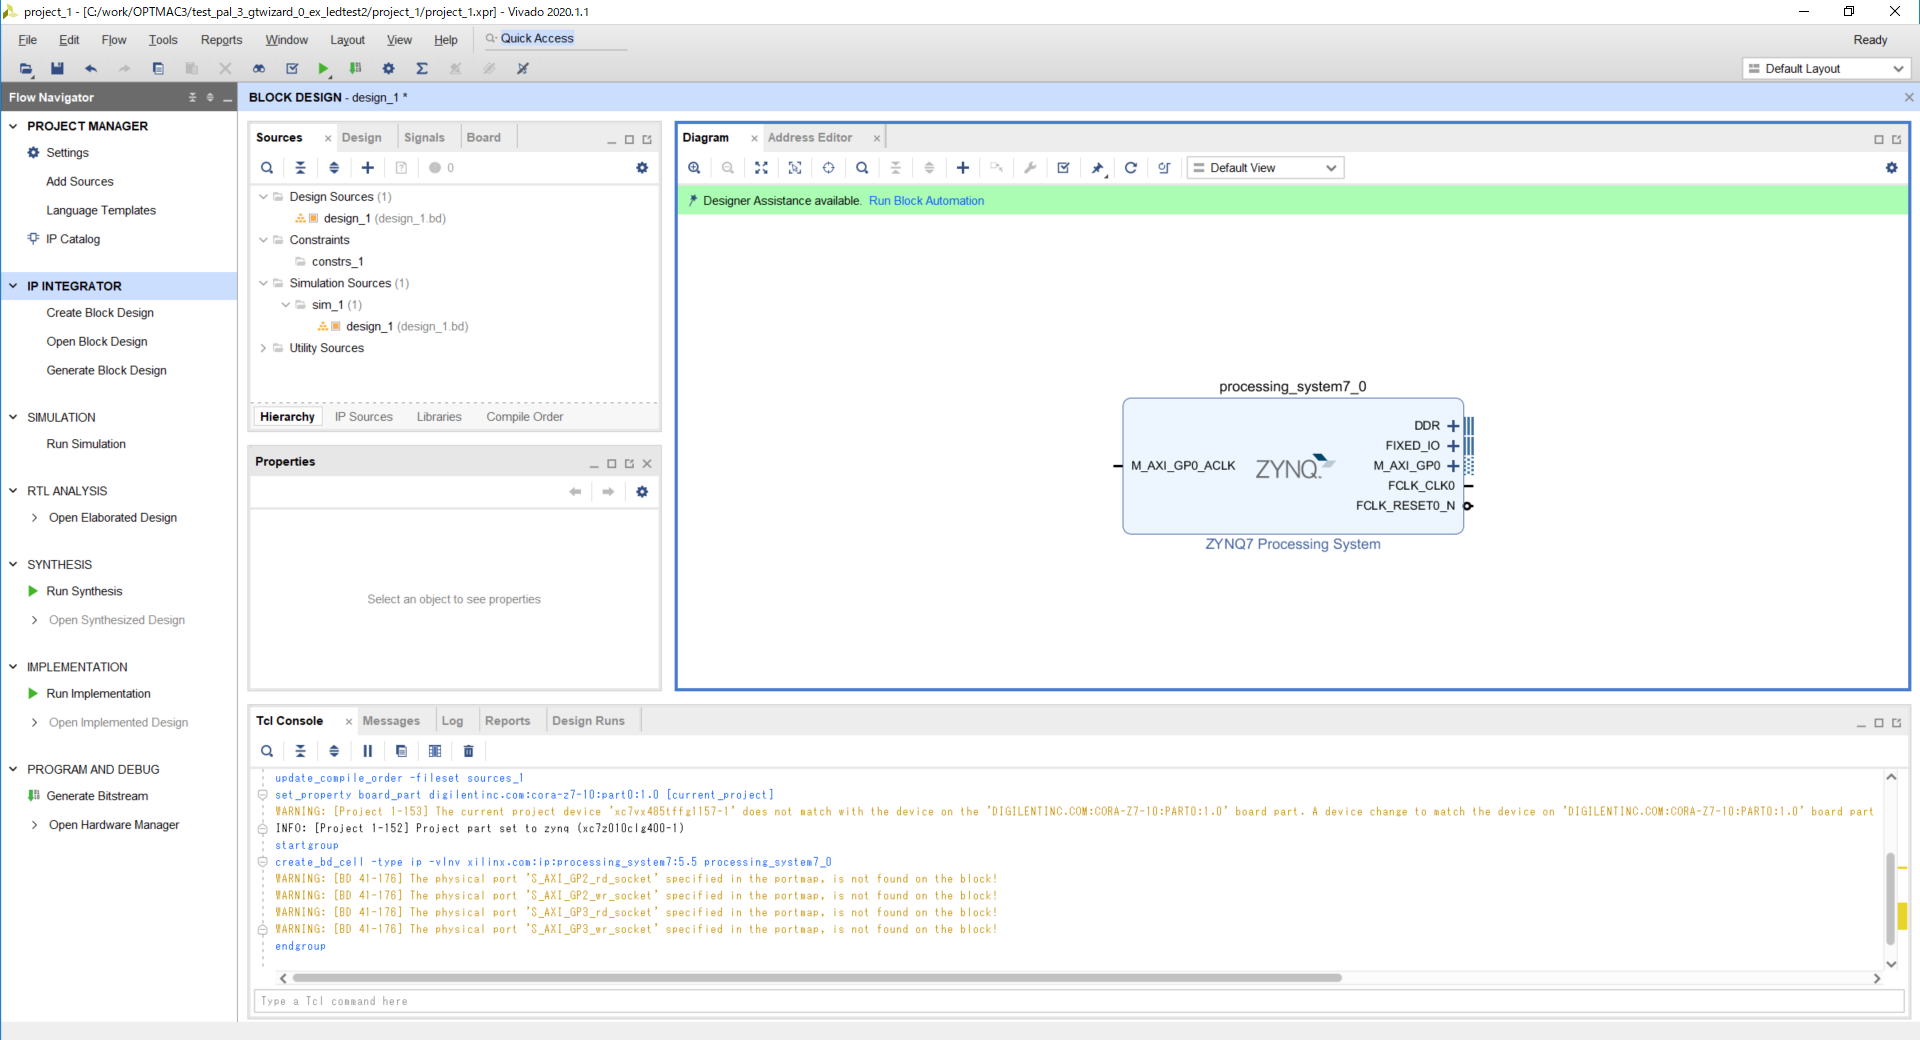 project_1 - [C:/work/OPTMAC3/test_pal_3_gtwizard_0_ex_ledtest2/project_1/project_1.xpr] - Vivado 2020.1.1
File Edit Flow Tools Reports Window Layout View Help Quick Access
Ready
Default Layout
Flow Navigator
PROJECT MANAGER
Settings
Add Sources
Language Templates
IP Catalog
IP INTEGRATOR
Create Block Design
Open Block Design
Generate Block Design
SIMULATION
Run Simulation
RTL ANALYSIS
Open Elaborated Design
SYNTHESIS
Run Synthesis
Open Synthesized Design
IMPLEMENTATION
Run Implementation
Open Implemented Design
PROGRAM AND DEBUG
Generate Bitstream
Open Hardware Manager
BLOCK DESIGN - design_1 *
Sources Design Signals Board
0
Design Sources (1)
design_1 (design_1.bd)
Constraints
constrs_1
Simulation Sources (1)
sim_1 (1)
design_1 (design_1.bd)
Utility Sources
Hierarchy IP Sources Libraries Compile Order
Properties
Select an object to see properties
Diagram Address Editor
Default View
Designer Assistance available. Run Block Automation
processing_system7_0
DDR
FIXED_IO
M_AXI_GP0_ACLK ZYNQ. M_AXI_GP0
FCLK_CLK0
FCLK_RESET0_N
ZYNQ7 Processing System
Tcl Console Messages Log Reports Design Runs
update_compile_order -fileset sources_1
set_property board_part digilentinc.com:cora-z7-10:part0:1.0 [current_project]
WARNING: [Project 1-153] The current project device 'xc7vx485tffg1157-1' does not match with the device on the 'DIGILENTINC.COM:CORA-Z7-10:PART0:1.0' board part. A device change to match the device on 'DIGILENTINC.COM:CORA-Z7-10:PART0:1.0' board part
INFO: [Project 1-152] Project part set to zynq (xc7z010clg400-1)
startgroup
create_bd_cell -type ip -vlnv xilinx.com:ip:processing_system7:5.5 processing_system7_0
WARNING: [BD 41-176] The physical port 'S_AXI_GP2_rd_socket' specified in the portmap, is not found on the block!
WARNING: [BD 41-176] The physical port 'S_AXI_GP2_wr_socket' specified in the portmap, is not found on the block!
WARNING: [BD 41-176] The physical port 'S_AXI_GP3_rd_socket' specified in the portmap, is not found on the block!
WARNING: [BD 41-176] The physical port 'S_AXI_GP3_wr_socket' specified in the portmap, is not found on the block!
endgroup
Type a Tcl command here